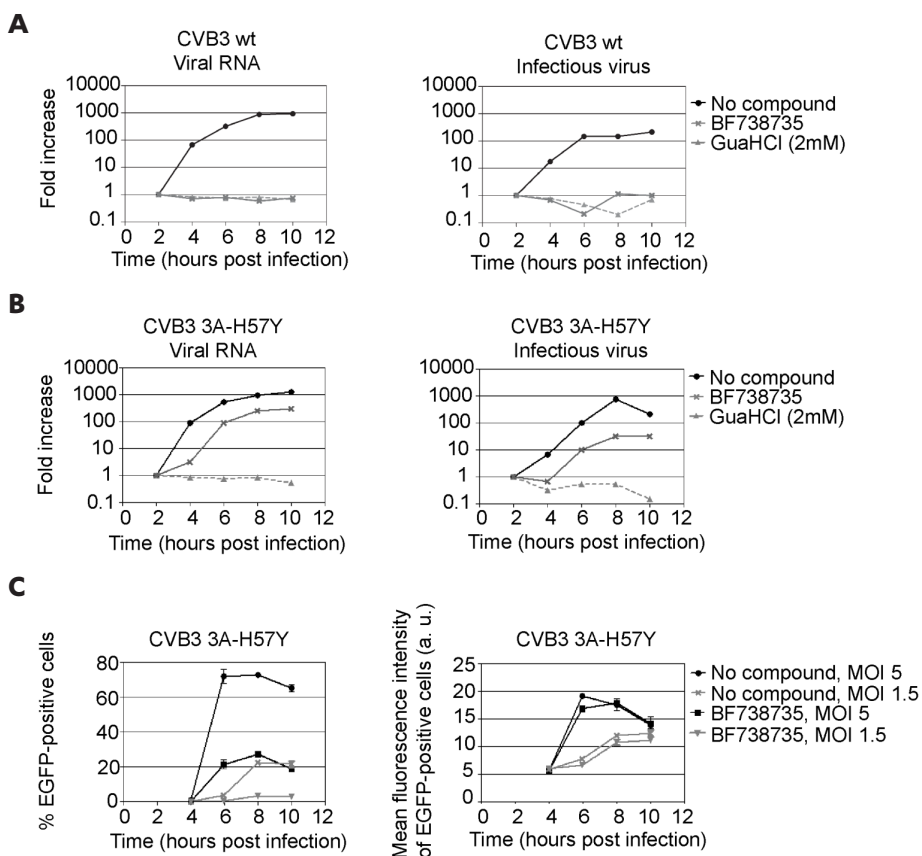 A
CVB3 wt
Viral RNA
Fold increase
10000
1000
100
10
1
0.1
0 2 4 6 8 10 12
Time (hours post infection)
CVB3 wt
Infectious virus
10000
1000
100
10
1
0.1
0 2 4 6 8 10 12
Time (hours post infection)
No compound
BF738735
GuaHCl (2mM)
B
CVB3 3A-H57Y
Viral RNA
Fold increase
10000
1000
100
10
1
0.1
0 2 4 6 8 10 12
Time (hours post infection)
CVB3 3A-H57Y
Infectious virus
10000
1000
100
10
1
0.1
0 2 4 6 8 10 12
Time (hours post infection)
No compound
BF738735
GuaHCl (2mM)
C
CVB3 3A-H57Y
% EGFP-positive cells
80
60
40
20
0
0 2 4 6 8 10 12
Time (hours post infection)
CVB3 3A-H57Y
Mean fluorescence intensity
of EGFP-positive cells (a. u.)
25
20
15
10
5
0
0 2 4 6 8 10 12
Time (hours post infection)
No compound, MOI 5
No compound, MOI 1.5
BF738735, MOI 5
BF738735, MOI 1.5